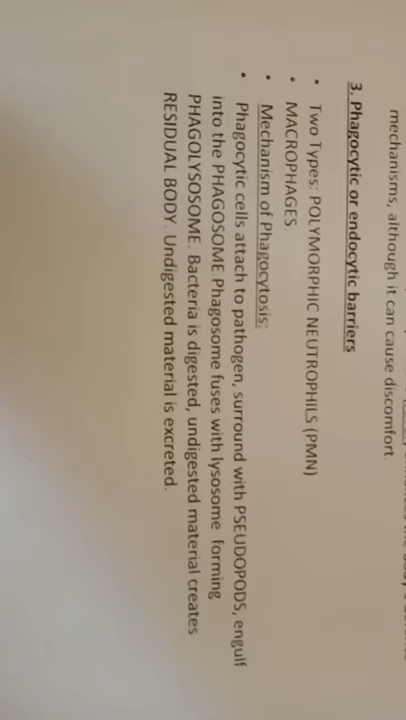 mechanisms, although it can cause discomfort.
3. Phagocytic or endocytic barriers
• Two Types: POLYMORPHIC NEUTROPHILS (PMN)
• MACROPHAGES.
• Mechanism of Phagocytosis:
• Phagocytic cells attach to pathogen, surround with PSEUDOPODS, engulf
into the PHAGOSOME Phagosome fuses with lysosome forming
PHAGOLYSOSOME. Bacteria is digested, undigested material creates
RESIDUAL BODY. Undigested material is excreted.